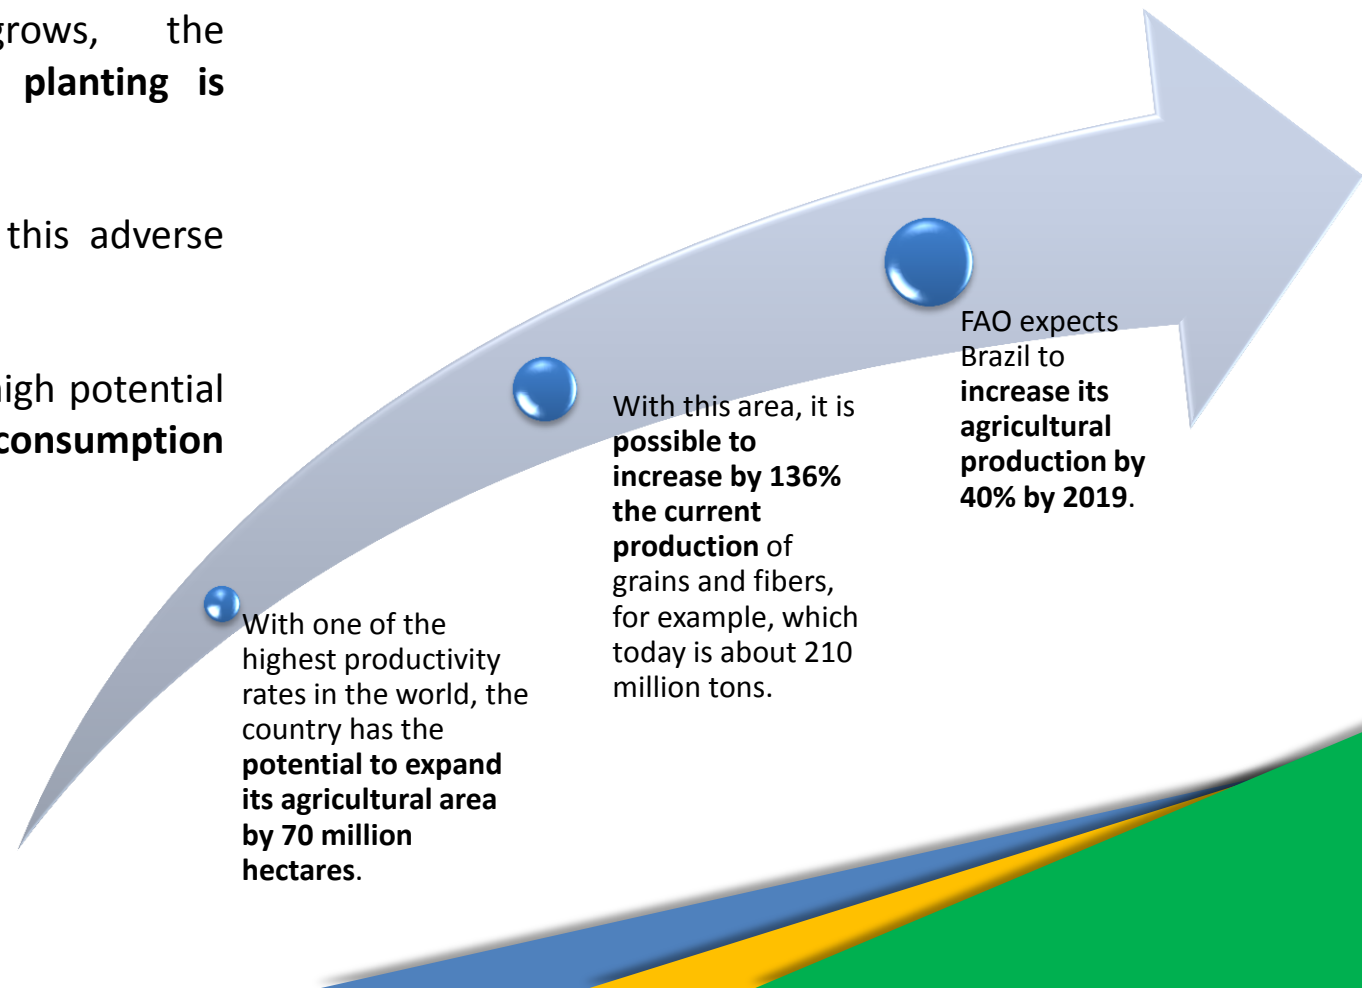 grows, the
planting is
this adverse
high potential
consumption
With one of the
highest productivity
rates in the world, the
country has the
potential to expand
its agricultural area
by 70 million
hectares.
With this area, it is
possible to
increase by 136%
the current
production of
grains and fibers,
for example, which
today is about 210
million tons.
FAO expects
Brazil to
increase its
agricultural
production by
40% by 2019.